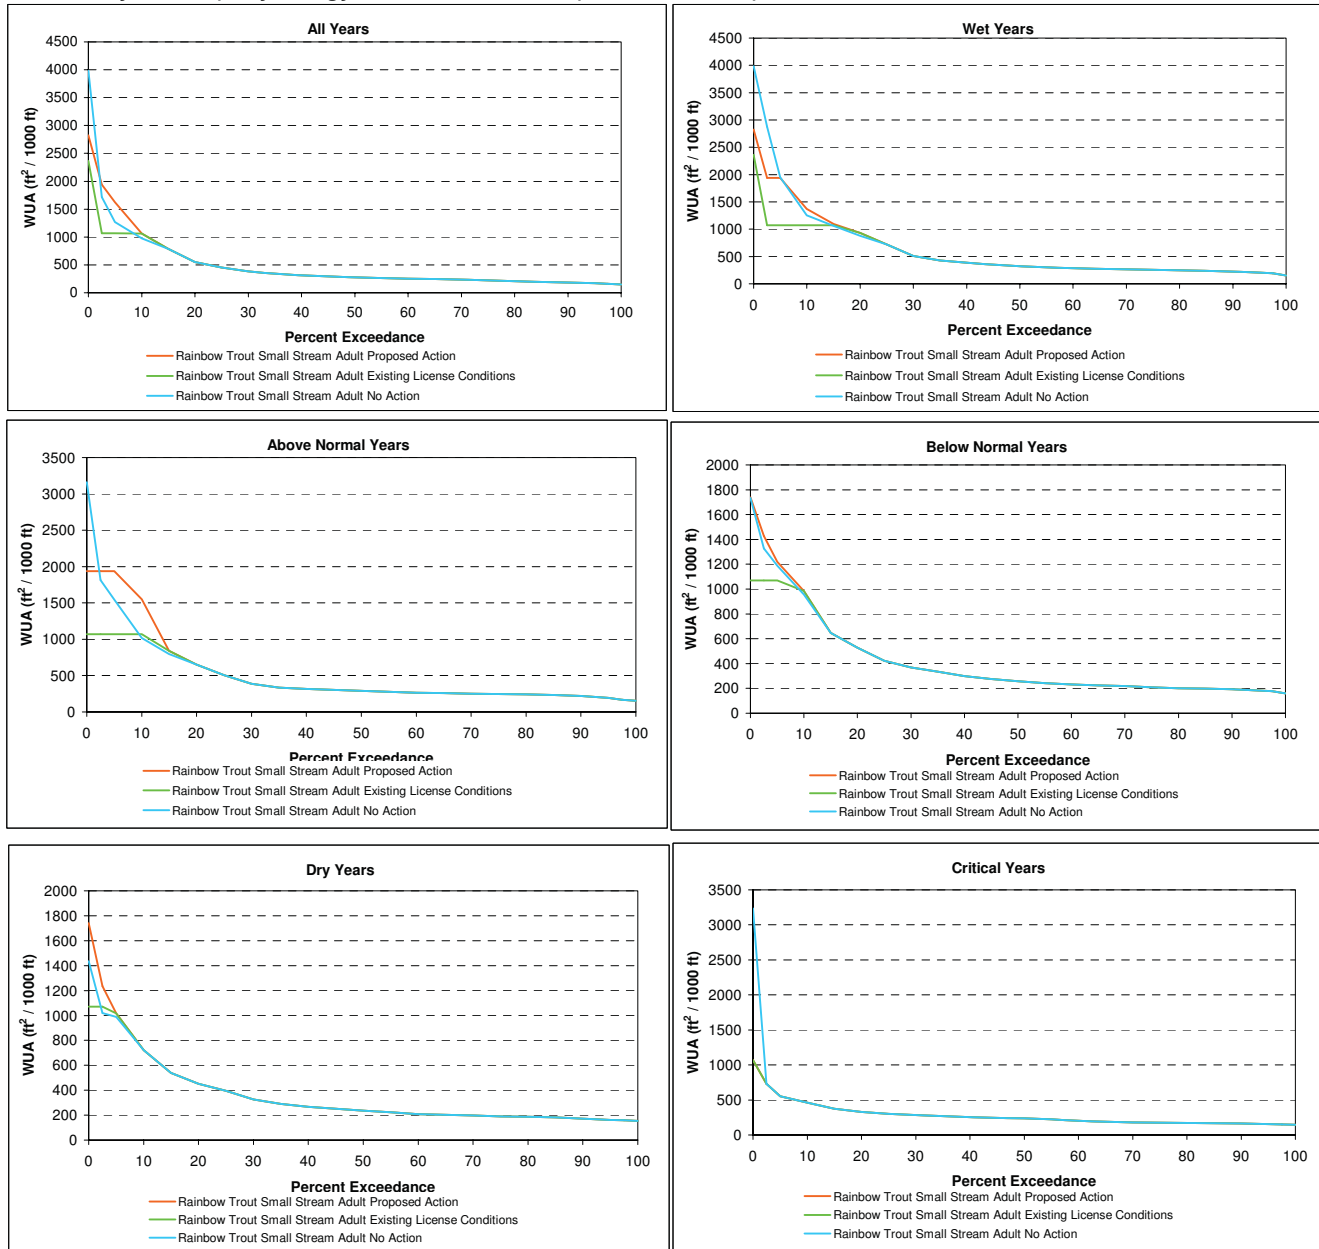 All Years
WUA (ft² / 1000 ft)
4500
4000
3500
3000
2500
2000
1500
1000
500
0
0 10 20 30 40 50 60 70 80 90 100
Percent Exceedance
Rainbow Trout Small Stream Adult Proposed Action
Rainbow Trout Small Stream Adult Existing License Conditions
Rainbow Trout Small Stream Adult No Action
Wet Years
WUA (ft² / 1000 ft)
4500
4000
3500
3000
2500
2000
1500
1000
500
0
0 10 20 30 40 50 60 70 80 90 100
Percent Exceedance
Rainbow Trout Small Stream Adult Proposed Action
Rainbow Trout Small Stream Adult Existing License Conditions
Rainbow Trout Small Stream Adult No Action
Above Normal Years
WUA (ft² / 1000 ft)
3500
3000
2500
2000
1500
1000
500
0
0 10 20 30 40 50 60 70 80 90 100
Percent Exceedance
Rainbow Trout Small Stream Adult Proposed Action
Rainbow Trout Small Stream Adult Existing License Conditions
Rainbow Trout Small Stream Adult No Action
Below Normal Years
WUA (ft² / 1000 ft)
2000
1800
1600
1400
1200
1000
800
600
400
200
0
0 10 20 30 40 50 60 70 80 90 100
Percent Exceedance
Rainbow Trout Small Stream Adult Proposed Action
Rainbow Trout Small Stream Adult Existing License Conditions
Rainbow Trout Small Stream Adult No Action
Dry Years
WUA (ft² / 1000 ft)
2000
1800
1600
1400
1200
1000
800
600
400
200
0
0 10 20 30 40 50 60 70 80 90 100
Percent Exceedance
Rainbow Trout Small Stream Adult Proposed Action
Rainbow Trout Small Stream Adult Existing License Conditions
Rainbow Trout Small Stream Adult No Action
Critical Years
WUA (ft² / 1000 ft)
3500
3000
2500
2000
1500
1000
500
0
0 10 20 30 40 50 60 70 80 90 100
Percent Exceedance
Rainbow Trout Small Stream Adult Proposed Action
Rainbow Trout Small Stream Adult Existing License Conditions
Rainbow Trout Small Stream Adult No Action